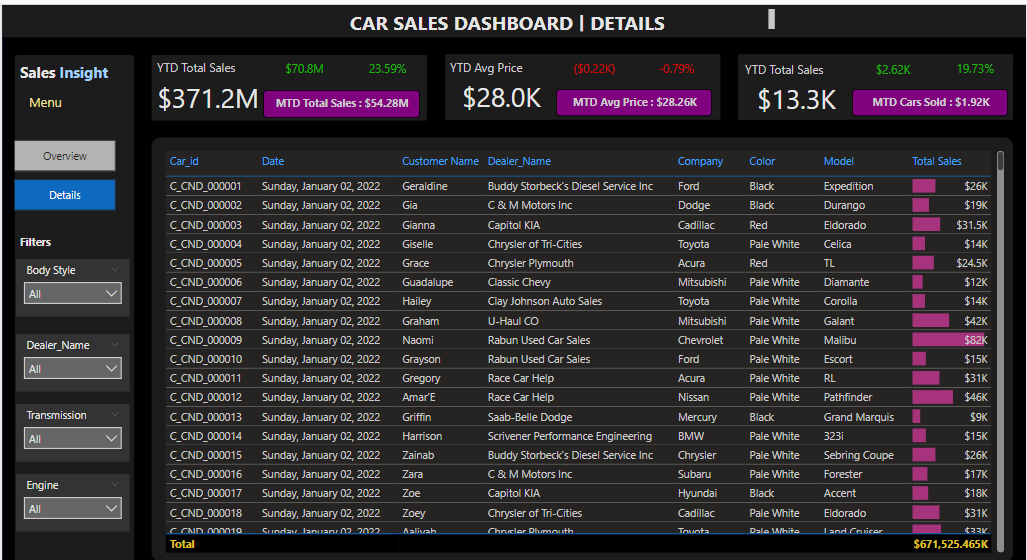 CAR SALES DASHBOARD | DETAILS
Sales Insight
Menu
Overview
Details
Filters
Body Style
All
Dealer_Name
All
Transmission
All
Engine
All
YTD Total Sales $70.8M 23.59%
$371.2M MTD Total Sales : $54.28M
YTD Avg Price ($0.22K) -0.79%
$28.0K MTD Avg Price : $28.26K
YTD Total Sales $2.62K 19.73%
$13.3K MTD Cars Sold : $1.92K
Car_id Date Customer Name Dealer_Name Company Color Model Total Sales
C_CND_000001 Sunday, January 02, 2022 Geraldine Buddy Storbeck's Diesel Service Inc Ford Black Expedition $26K
C_CND_000002 Sunday, January 02, 2022 Gia C & M Motors Inc Dodge Black Durango $19K
C_CND_000003 Sunday, January 02, 2022 Gianna Capitol KIA Cadillac Red Eldorado $31.5K
C_CND_000004 Sunday, January 02, 2022 Giselle Chrysler of Tri-Cities Toyota Pale White Celica $14K
C_CND_000005 Sunday, January 02, 2022 Grace Chrysler Plymouth Acura Red TL $24.5K
C_CND_000006 Sunday, January 02, 2022 Guadalupe Classic Chevy Mitsubishi Pale White Diamante $12K
C_CND_000007 Sunday, January 02, 2022 Hailey Clay Johnson Auto Sales Toyota Pale White Corolla $14K
C_CND_000008 Sunday, January 02, 2022 Graham U-Haul CO Mitsubishi Pale White Galant $42K
C_CND_000009 Sunday, January 02, 2022 Naomi Rabun Used Car Sales Chevrolet Pale White Malibu $82K
C_CND_000010 Sunday, January 02, 2022 Grayson Rabun Used Car Sales Ford Pale White Escort $15K
C_CND_000011 Sunday, January 02, 2022 Gregory Race Car Help Acura Pale White RL $31K
C_CND_000012 Sunday, January 02, 2022 Amar'E Race Car Help Nissan Pale White Pathfinder $46K
C_CND_000013 Sunday, January 02, 2022 Griffin Saab-Belle Dodge Mercury Black Grand Marquis $9K
C_CND_000014 Sunday, January 02, 2022 Harrison Scrivener Performance Engineering BMW Pale White 323i $15K
C_CND_000015 Sunday, January 02, 2022 Zainab Buddy Storbeck's Diesel Service Inc Chrysler Pale White Sebring Coupe $26K
C_CND_000016 Sunday, January 02, 2022 Zara C & M Motors Inc Subaru Pale White Forester $17K
C_CND_000017 Sunday, January 02, 2022 Zoe Capitol KIA Hyundai Black Accent $18K
C_CND_000018 Sunday, January 02, 2022 Zoey Chrysler of Tri-Cities Cadillac Pale White Eldorado $31K
C_CND_000019 Sunday, January 02, 2022 Aaliyah Chrysler Plymouth Toyota Pale White Land Cruiser $33K
Total $671,525.465K